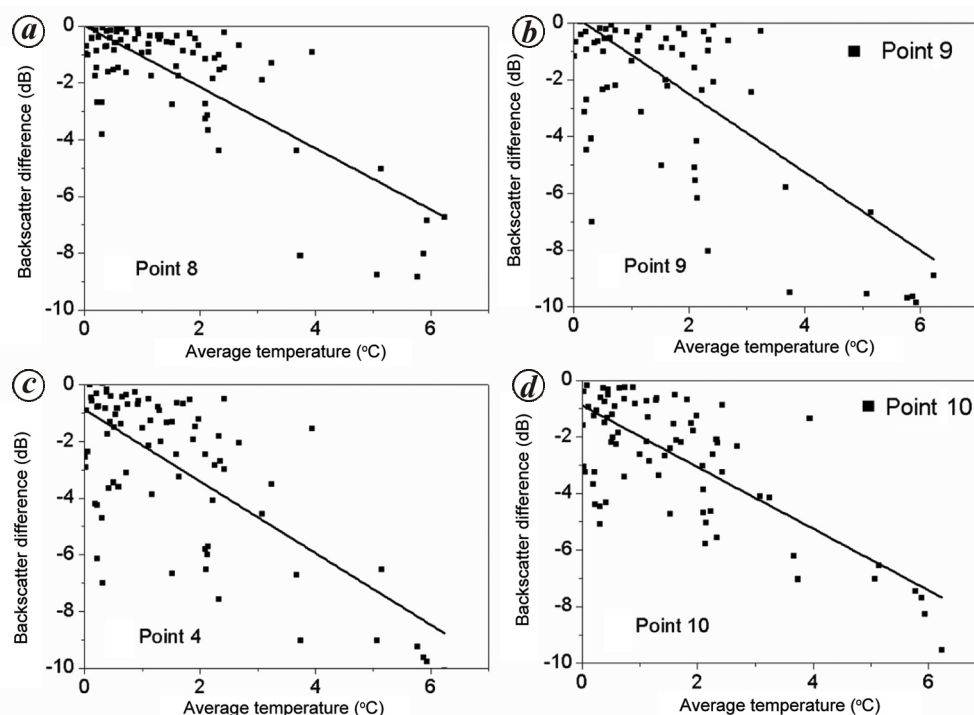 a
0
-2
-4
-6
-8
-10
Backscatter difference (dB)
Point 8
0 2 4 6
Average temperature (°C)
b
0
-2
-4
-6
-8
-10
Backscatter difference (dB)
Point 9
Point 9
0 2 4 6
Average temperature (°C)
c
0
-2
-4
-6
-8
-10
Backscatter difference (dB)
Point 4
0 2 4 6
Average temperature (°C)
d
0
-2
-4
-6
-8
-10
Backscatter difference (dB)
Point 10
Point 10
0 2 4 6
Average temperature (°C)